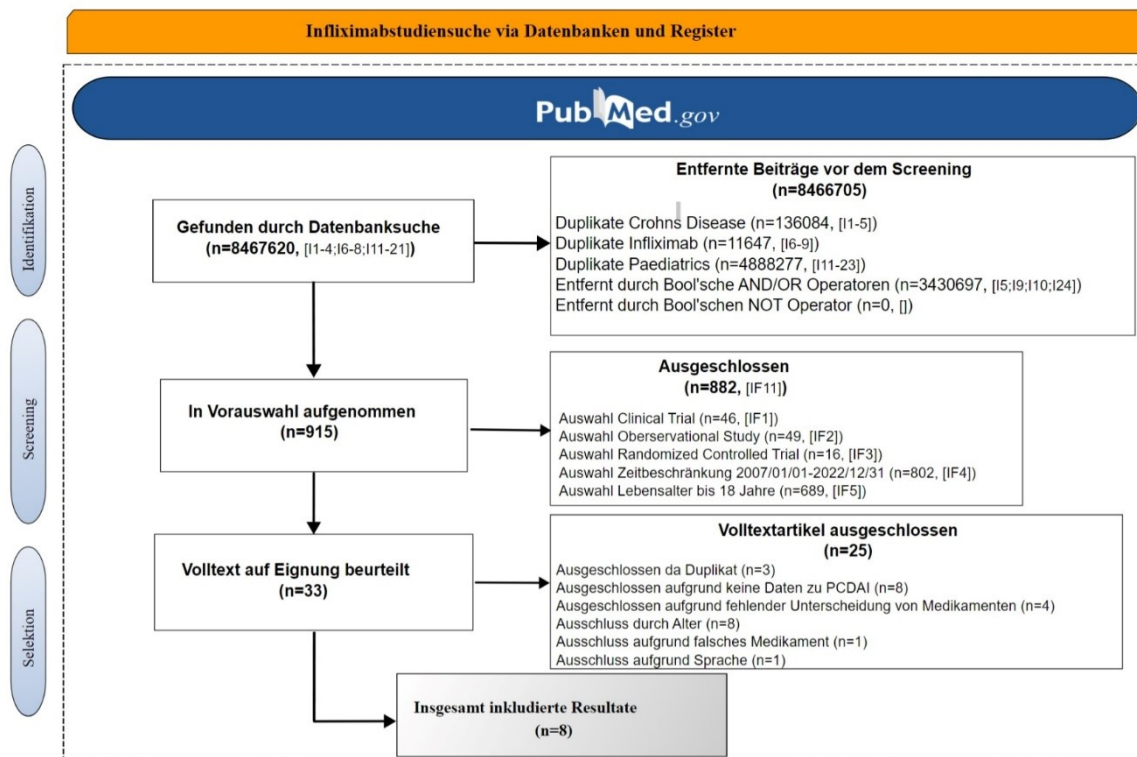 Infliximabstudiensuche via Datenbanken und Register
PubMed.gov
Identifikation
Gefunden durch Datenbanksuche
(n=8467620, [I1-4;I6-8;I11-21])
Entfernte Beiträge vor dem Screening
(n=8466705)
Duplikate Crohns Disease (n=136084, [I1-5])
Duplikate Infliximab (n=11647, [I6-9])
Duplikate Paediatrics (n=4888277, [I11-23])
Entfernt durch Bool'sche AND/OR Operatoren (n=3430697, [I5;I9;I10;I24])
Entfernt durch Bool'schen NOT Operator (n=0, [])
Screening
In Vorauswahl aufgenommen
(n=915)
Ausgeschlossen
(n=882, [IF11])
Auswahl Clinical Trial (n=46, [IF1])
Auswahl Oberservational Study (n=49, [IF2])
Auswahl Randomized Controlled Trial (n=16, [IF3])
Auswahl Zeitbeschränkung 2007/01/01-2022/12/31 (n=802, [IF4])
Auswahl Lebensalter bis 18 Jahre (n=689, [IF5])
Selektion
Volltext auf Eignung beurteilt
(n=33)
Volltextartikel ausgeschlossen
(n=25)
Ausgeschlossen da Duplikat (n=3)
Ausgeschlossen aufgrund keine Daten zu PCDAI (n=8)
Ausgeschlossen aufgrund fehlender Unterscheidung von Medikamenten (n=4)
Ausschluss durch Alter (n=8)
Ausschluss aufgrund falsches Medikament (n=1)
Ausschluss aufgrund Sprache (n=1)
Insgesamt inkludierte Resultate
(n=8)